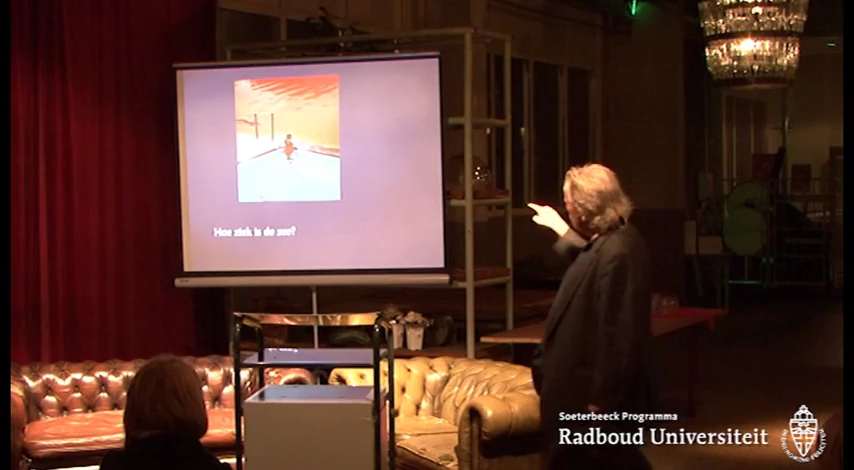 Hoe ziek is de zee?
Soeterbeeck Programma
Radboud Universiteit